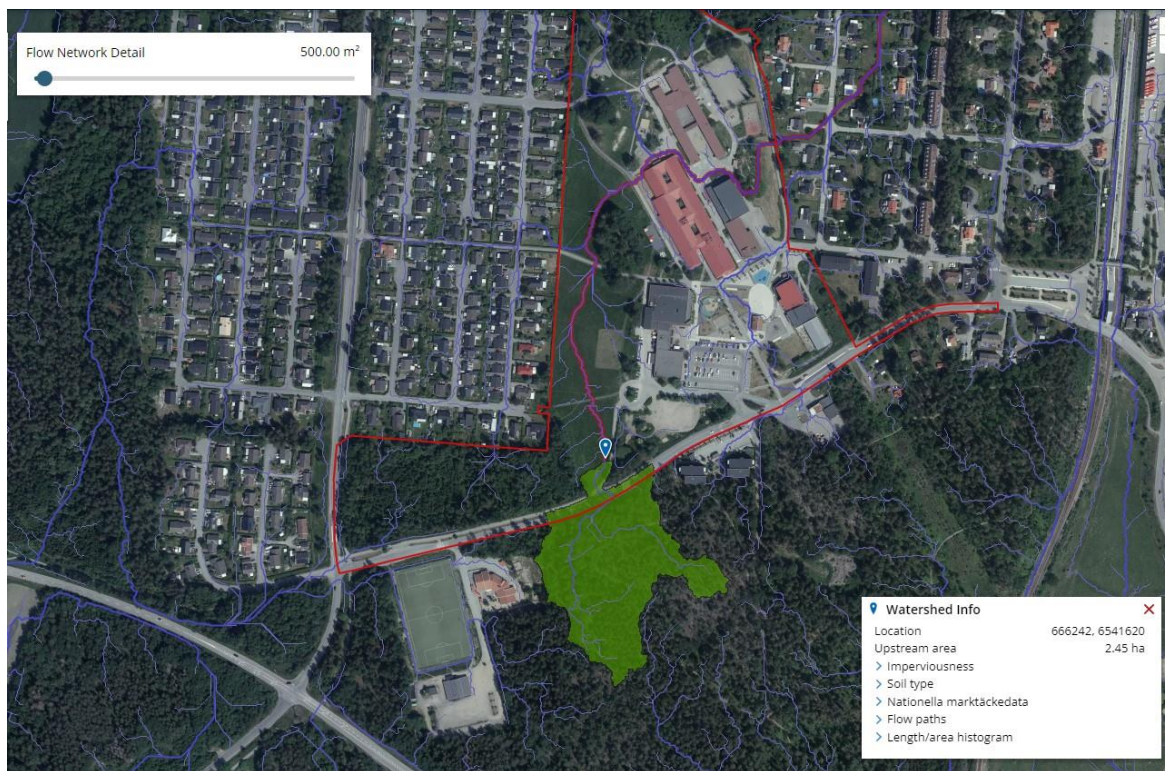 Flow Network Detail 500.00 m²
Watershed Info
Location 666242, 6541620
Upstream area 2.45 ha
> Imperviousness
> Soil type
> Nationella marktäckedata
> Flow paths
> Length/area histogram